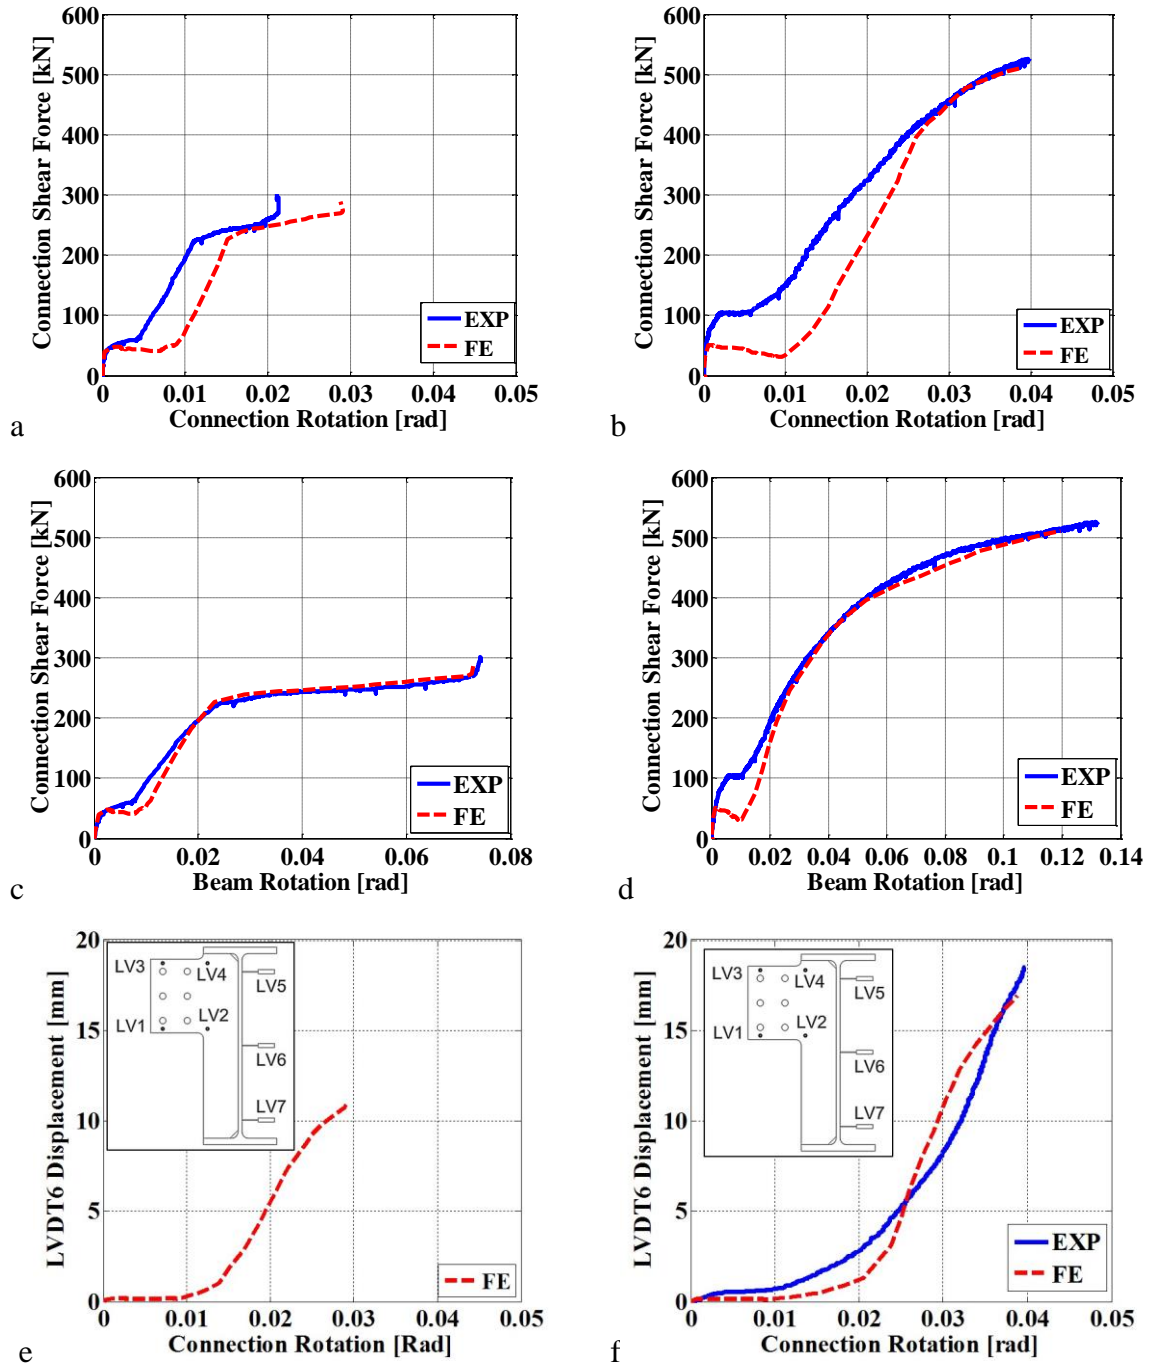 Connection Shear Force [kN]
600
500
400
300
200
100
0
EXP
FE
0 0.01 0.02 0.03 0.04 0.05
Connection Rotation [rad]
a
Connection Shear Force [kN]
600
500
400
300
200
100
0
EXP
FE
0 0.01 0.02 0.03 0.04 0.05
Connection Rotation [rad]
b
Connection Shear Force [kN]
600
500
400
300
200
100
0
EXP
FE
0 0.02 0.04 0.06 0.08
Beam Rotation [rad]
c
Connection Shear Force [kN]
600
500
400
300
200
100
0
EXP
FE
0 0.02 0.04 0.06 0.08 0.1 0.12 0.14
Beam Rotation [rad]
d
LVDT6 Displacement [mm]
20
15
10
5
0
LV3
LV4
LV5
LV1
LV2
LV6
LV7
FE
0 0.01 0.02 0.03 0.04 0.05
Connection Rotation [Rad]
e
LVDT6 Displacement [mm]
20
15
10
5
0
LV3
LV4
LV5
LV1
LV2
LV6
LV7
EXP
FE
0 0.01 0.02 0.03 0.04 0.05
Connection Rotation [rad]
f